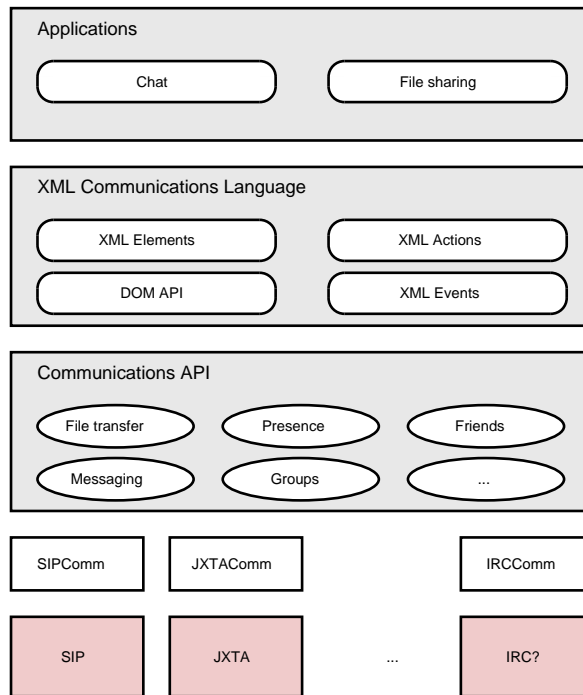 Applications
Chat File sharing
XML Communications Language
XML Elements XML Actions
DOM API XML Events
Communications API
File transfer Presence Friends
Messaging Groups ...
SIPComm JXTAComm IRCComm
SIP JXTA ... IRC?